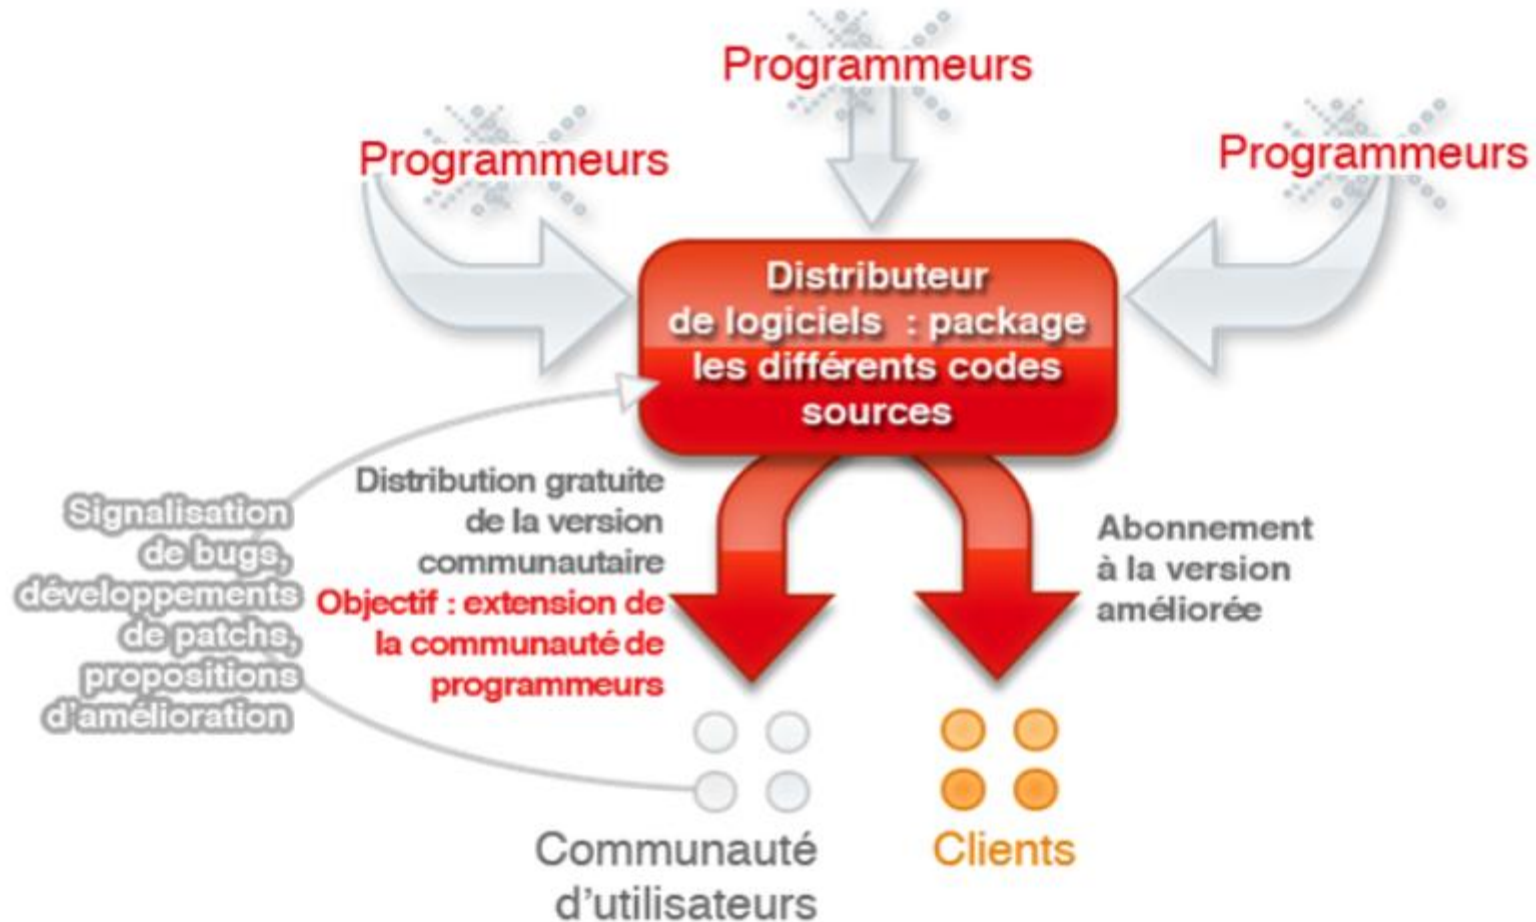 Programmeurs
Programmeurs
Programmeurs
Distributeur
de logiciels : package
les différents codes
sources
Distribution gratuite
de la version
communautaire
Objectif : extension de
la communauté de
programmeurs
Signalisation
de bugs,
développements
de patchs,
propositions
d'amélioration
Abonnement
à la version
améliorée
Communauté
d'utilisateurs
Clients